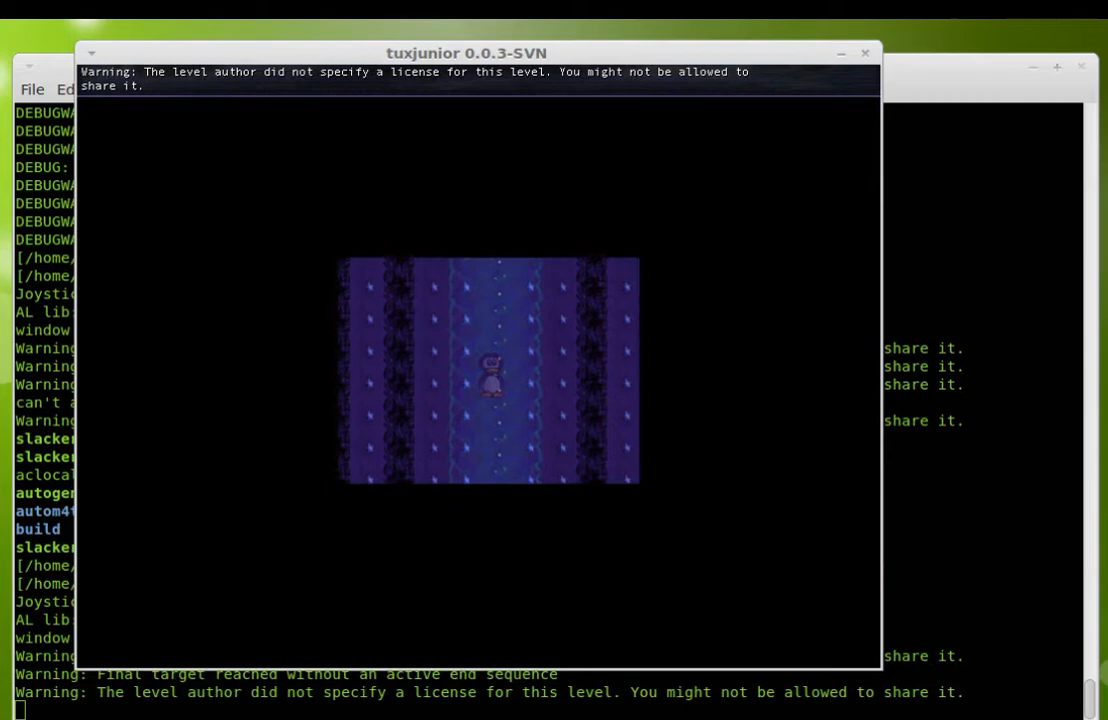 tuxjunior 0.0.3-SVN
Warning: The level author did not specify a license for this level. You might not be allowed to
share it.
File Ed
DEBUGWA
DEBUGWA
DEBUGWA
DEBUG:
DEBUGWA
DEBUGWA
DEBUGWA
DEBUGWA
[/home/
[/home/
Joystic
AL lib:
window
Warning share it.
Warning share it.
Warning share it.
can't a
Warning share it.
slacker
slacker
aclocal
autogen
autom4t
build
slacker
[/home/
[/home/
Joystic
AL lib:
window
Warning share it.
Warning: Final target reached without an active end sequence
Warning: The level author did not specify a license for this level. You might not be allowed to share it.